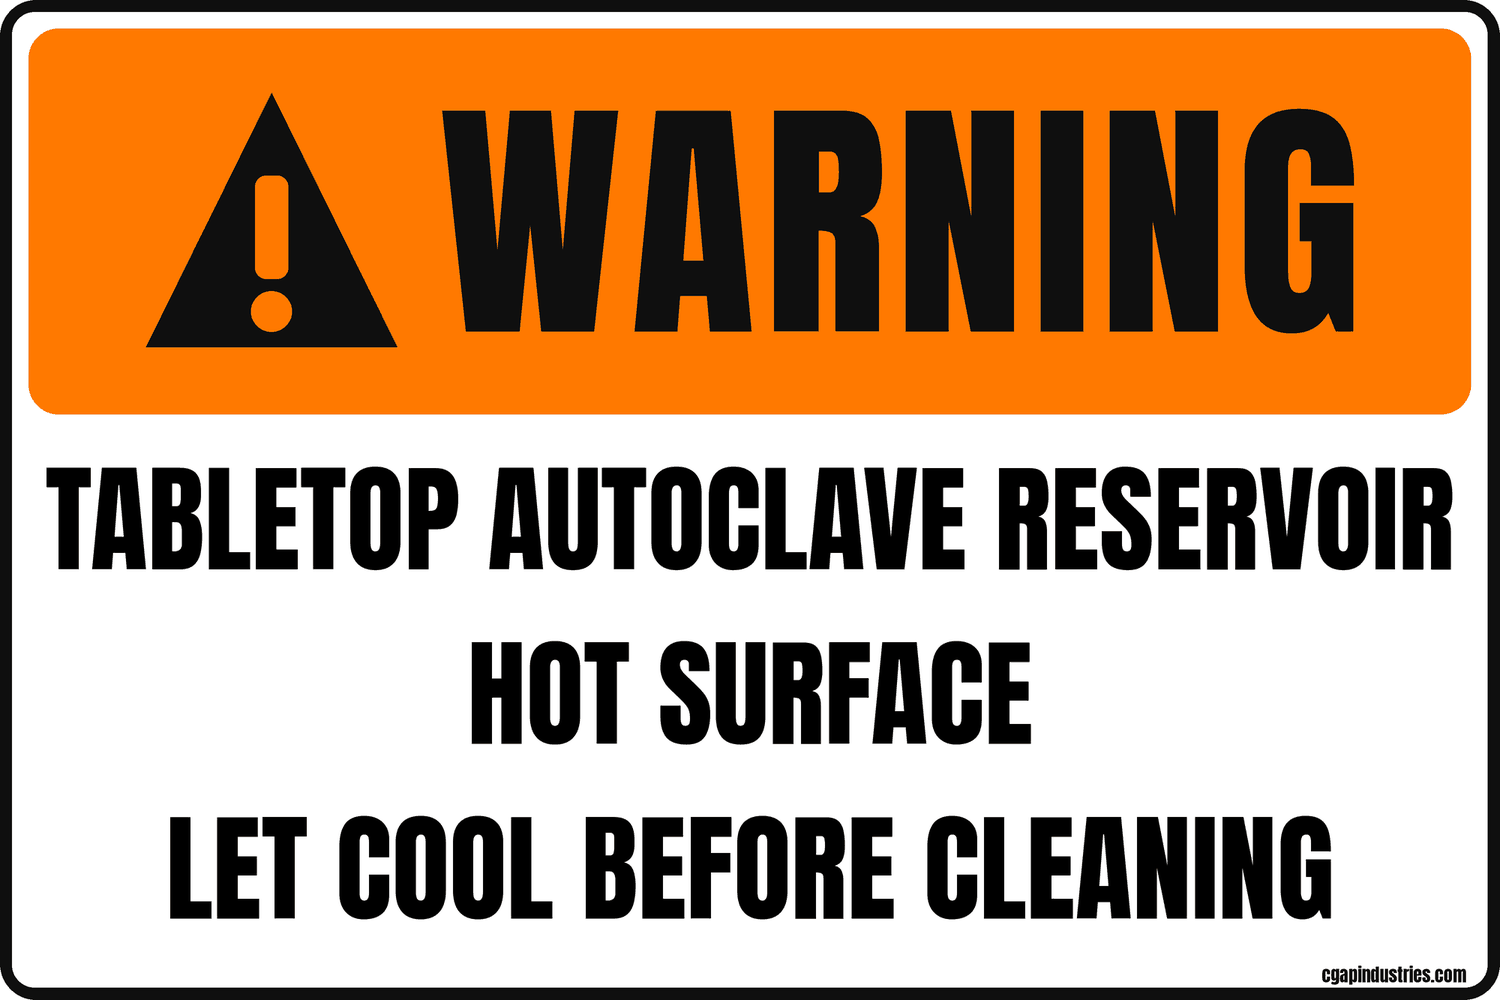 WARNING
TABLETOP AUTOCLAVE RESERVOIR
HOT SURFACE
LET COOL BEFORE CLEANING
cgapindustries.com